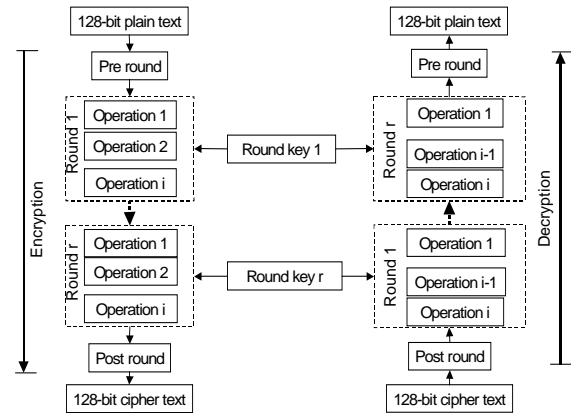 128-bit plain text
Pre round
Round 1
Operation 1
Operation 2
Operation i
Round r
Operation 1
Operation 2
Operation i
Post round
128-bit cipher text
Encryption
Round key 1
Round key r
128-bit plain text
Pre round
Round r
Operation 1
Operation i-1
Operation i
Round 1
Operation 1
Operation i-1
Operation i
Post round
128-bit cipher text
Decryption